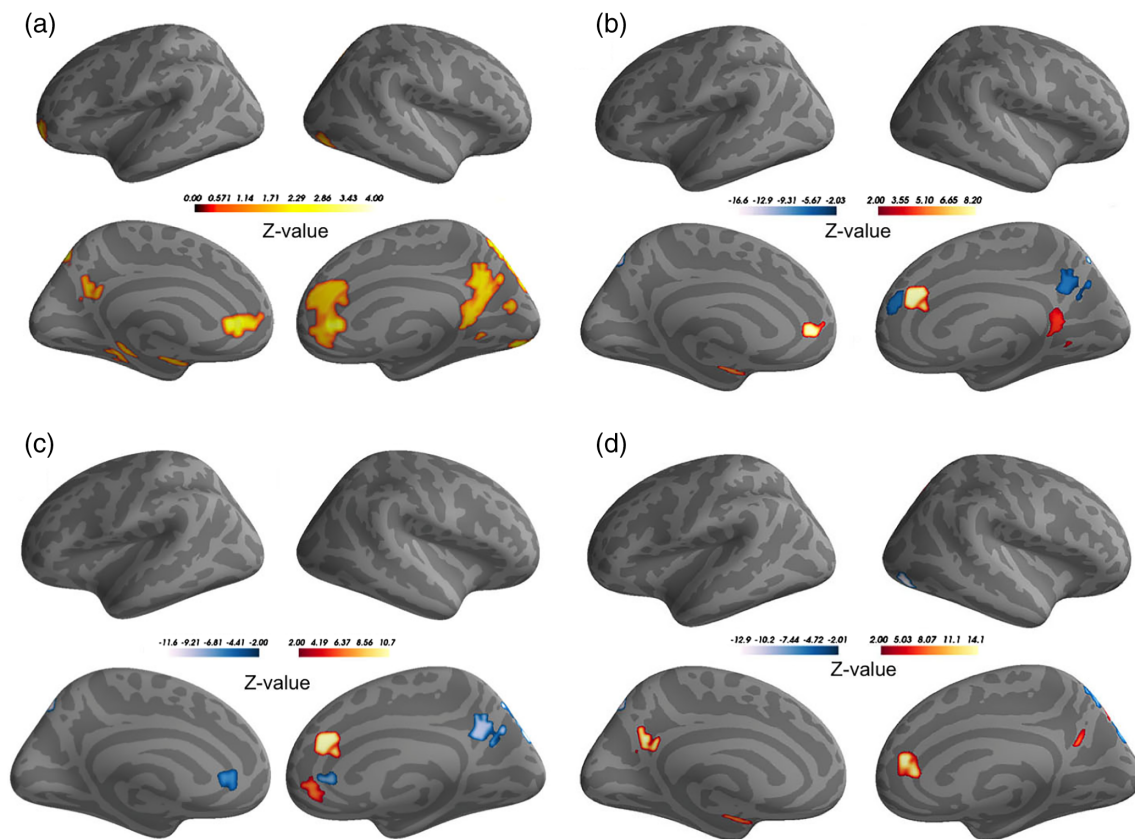 (a)
(b)
0.00 0.571 1.14 1.71 2.29 2.86 3.43 4.00
Z-value
-16.6 -12.9 -9.31 -5.67 -2.03 2.00 3.55 5.10 6.65 8.20
Z-value
(c)
(d)
-11.6 -9.21 -6.81 -4.41 -2.00 2.00 4.19 6.37 8.56 10.7
Z-value
-12.9 -10.2 -7.44 -4.72 -2.01 2.00 5.03 8.07 11.1 14.1
Z-value